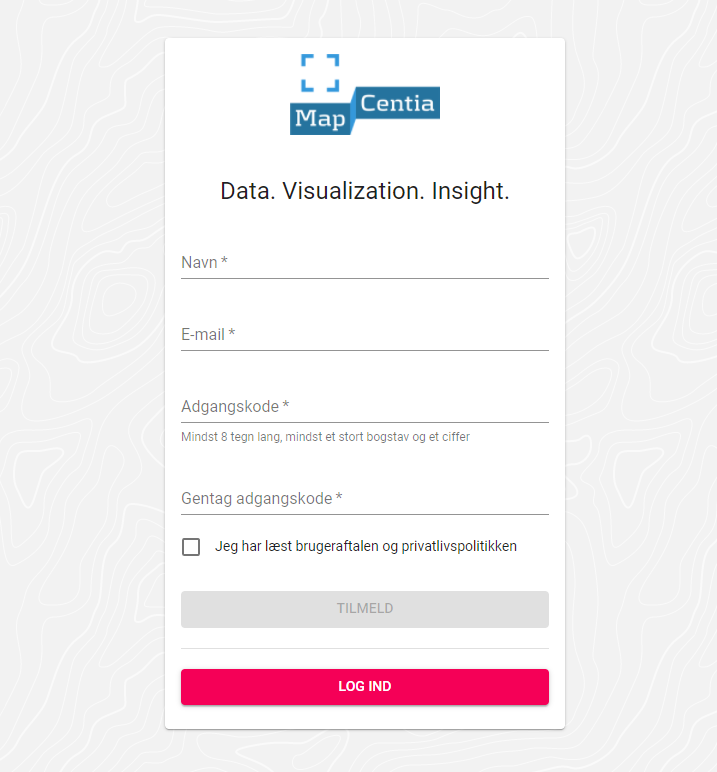 Map Centia
Data. Visualization. Insight.
Navn *
E-mail *
Adgangskode *
Mindst 8 tegn lang, mindst et stort bogstav og et ciffer
Gentag adgangskode *
Jeg har læst brugeraftalen og privatlivspolitikken
TILMELD
LOG IND